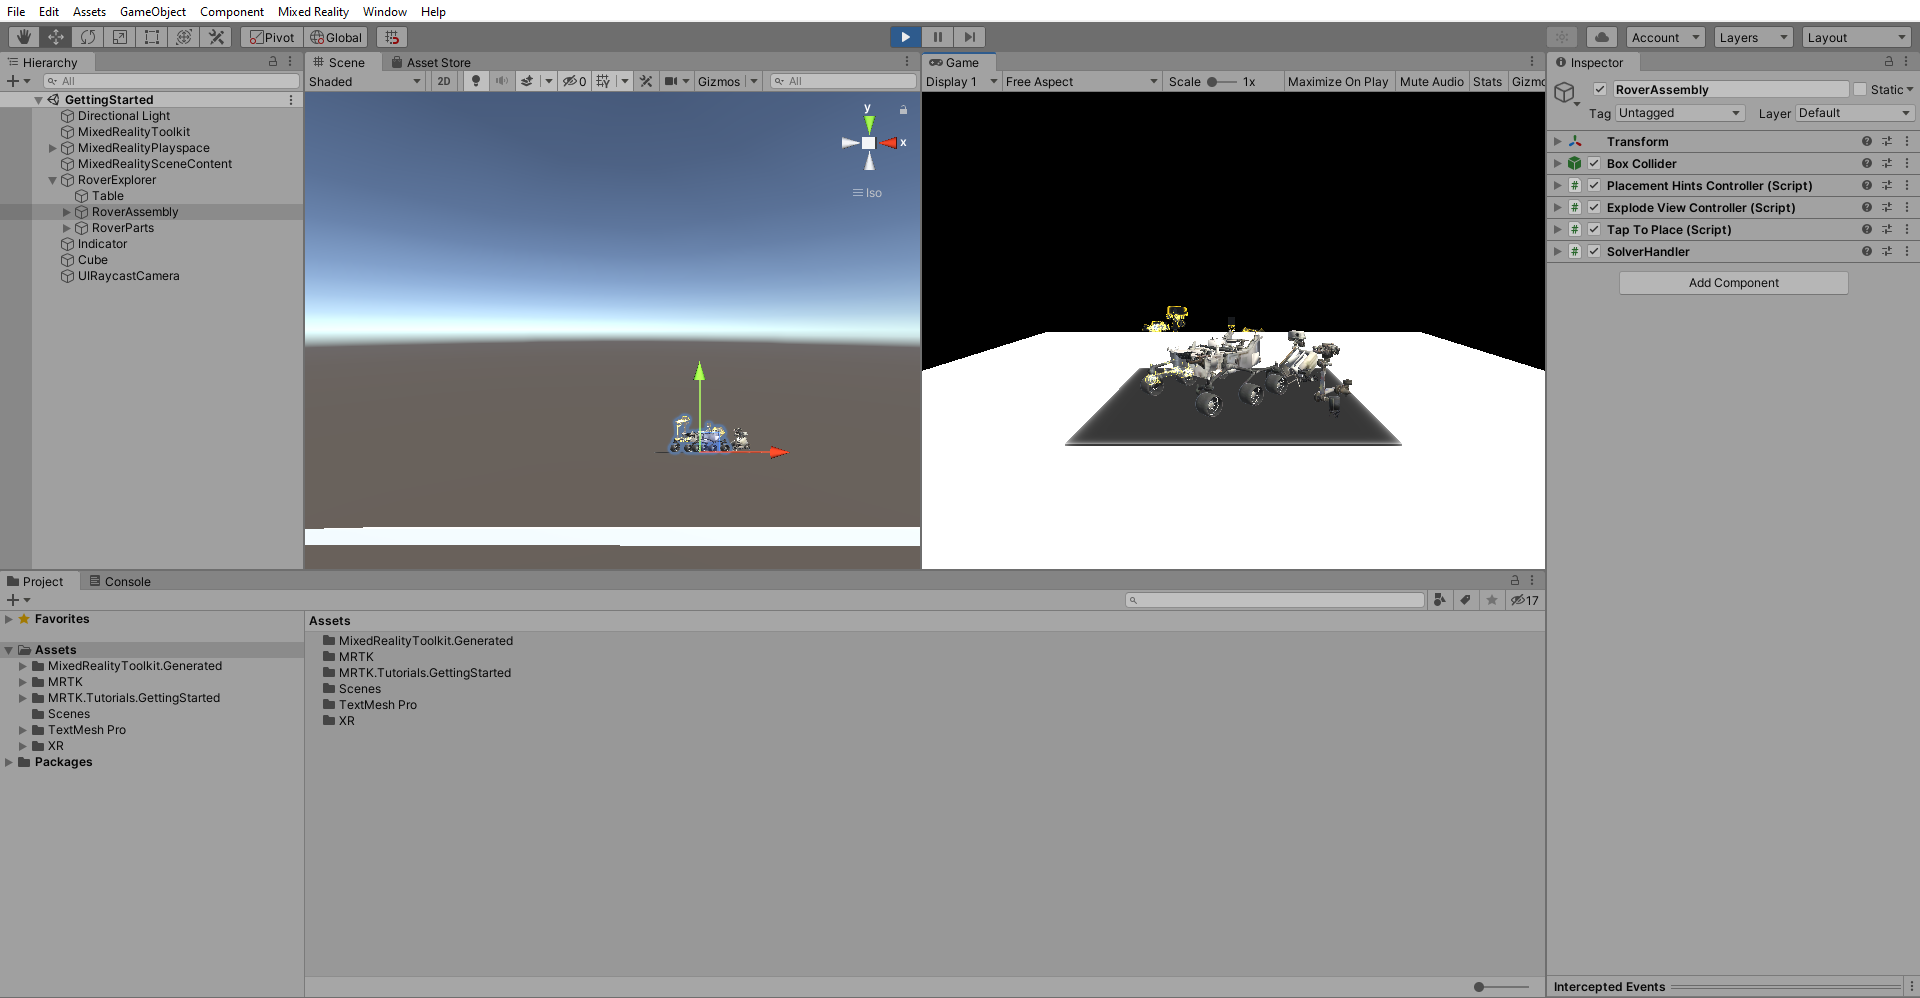 File Edit Assets GameObject Component Mixed Reality Window Help
Pivot Global Account Layers Layout
Hierarchy
All
GettingStarted
Directional Light
MixedRealityToolkit
MixedRealityPlayspace
MixedRealitySceneContent
RoverExplorer
Table
RoverAssembly
RoverParts
Indicator
Cube
UIRaycastCamera
Scene Asset Store
Shaded 2D 0 Gizmos All
y
x
Iso
Game
Display 1 Free Aspect Scale 1x Maximize On Play Mute Audio Stats Gizmo
Inspector
RoverAssembly Static
Tag Untagged Layer Default
Transform
Box Collider
# Placement Hints Controller (Script)
# Explode View Controller (Script)
# Tap To Place (Script)
# SolverHandler
Add Component
Project Console
17
Favorites
Assets
MixedRealityToolkit.Generated
MRTK
MRTK.Tutorials.GettingStarted
Scenes
TextMesh Pro
XR
Packages
Assets
MixedRealityToolkit.Generated
MRTK
MRTK.Tutorials.GettingStarted
Scenes
TextMesh Pro
XR
Intercepted Events